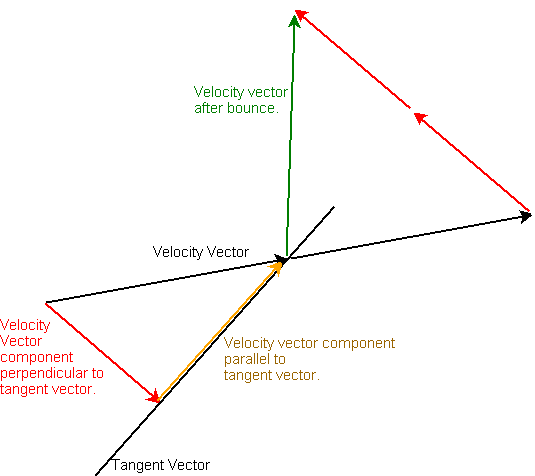 Velocity vector
after bounce.
Velocity Vector
Velocity
Vector
component
perpendicular to
tangent vector.
Velocity vector component
parallel to
tangent vector.
Tangent Vector